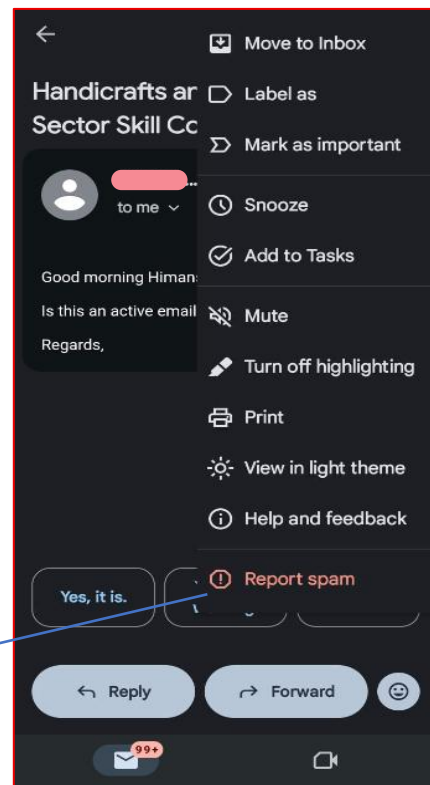 Handicrafts ar
Sector Skill Cc
to me
Good morning Himan
Is this an active email
Regards,
Move to Inbox
Label as
Mark as important
Snooze
Add to Tasks
Mute
Turn off highlighting
Print
View in light theme
Help and feedback
Report spam
Yes, it is.
Reply
Forward
99+